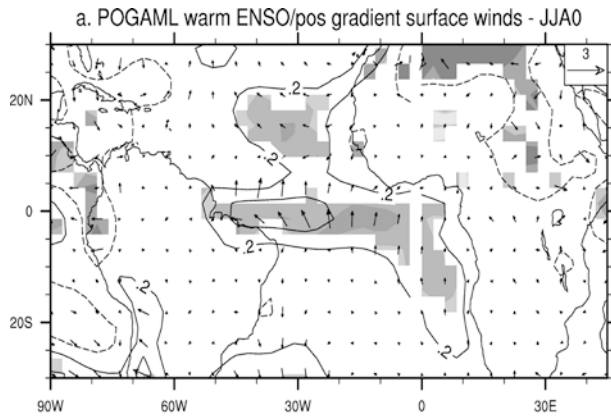 a. POGAML warm ENSO/pos gradient surface winds - JJA0
3
.2
20N
.2
.2
0
.2
.2
.2
20S
90W 60W 30W 0 30E